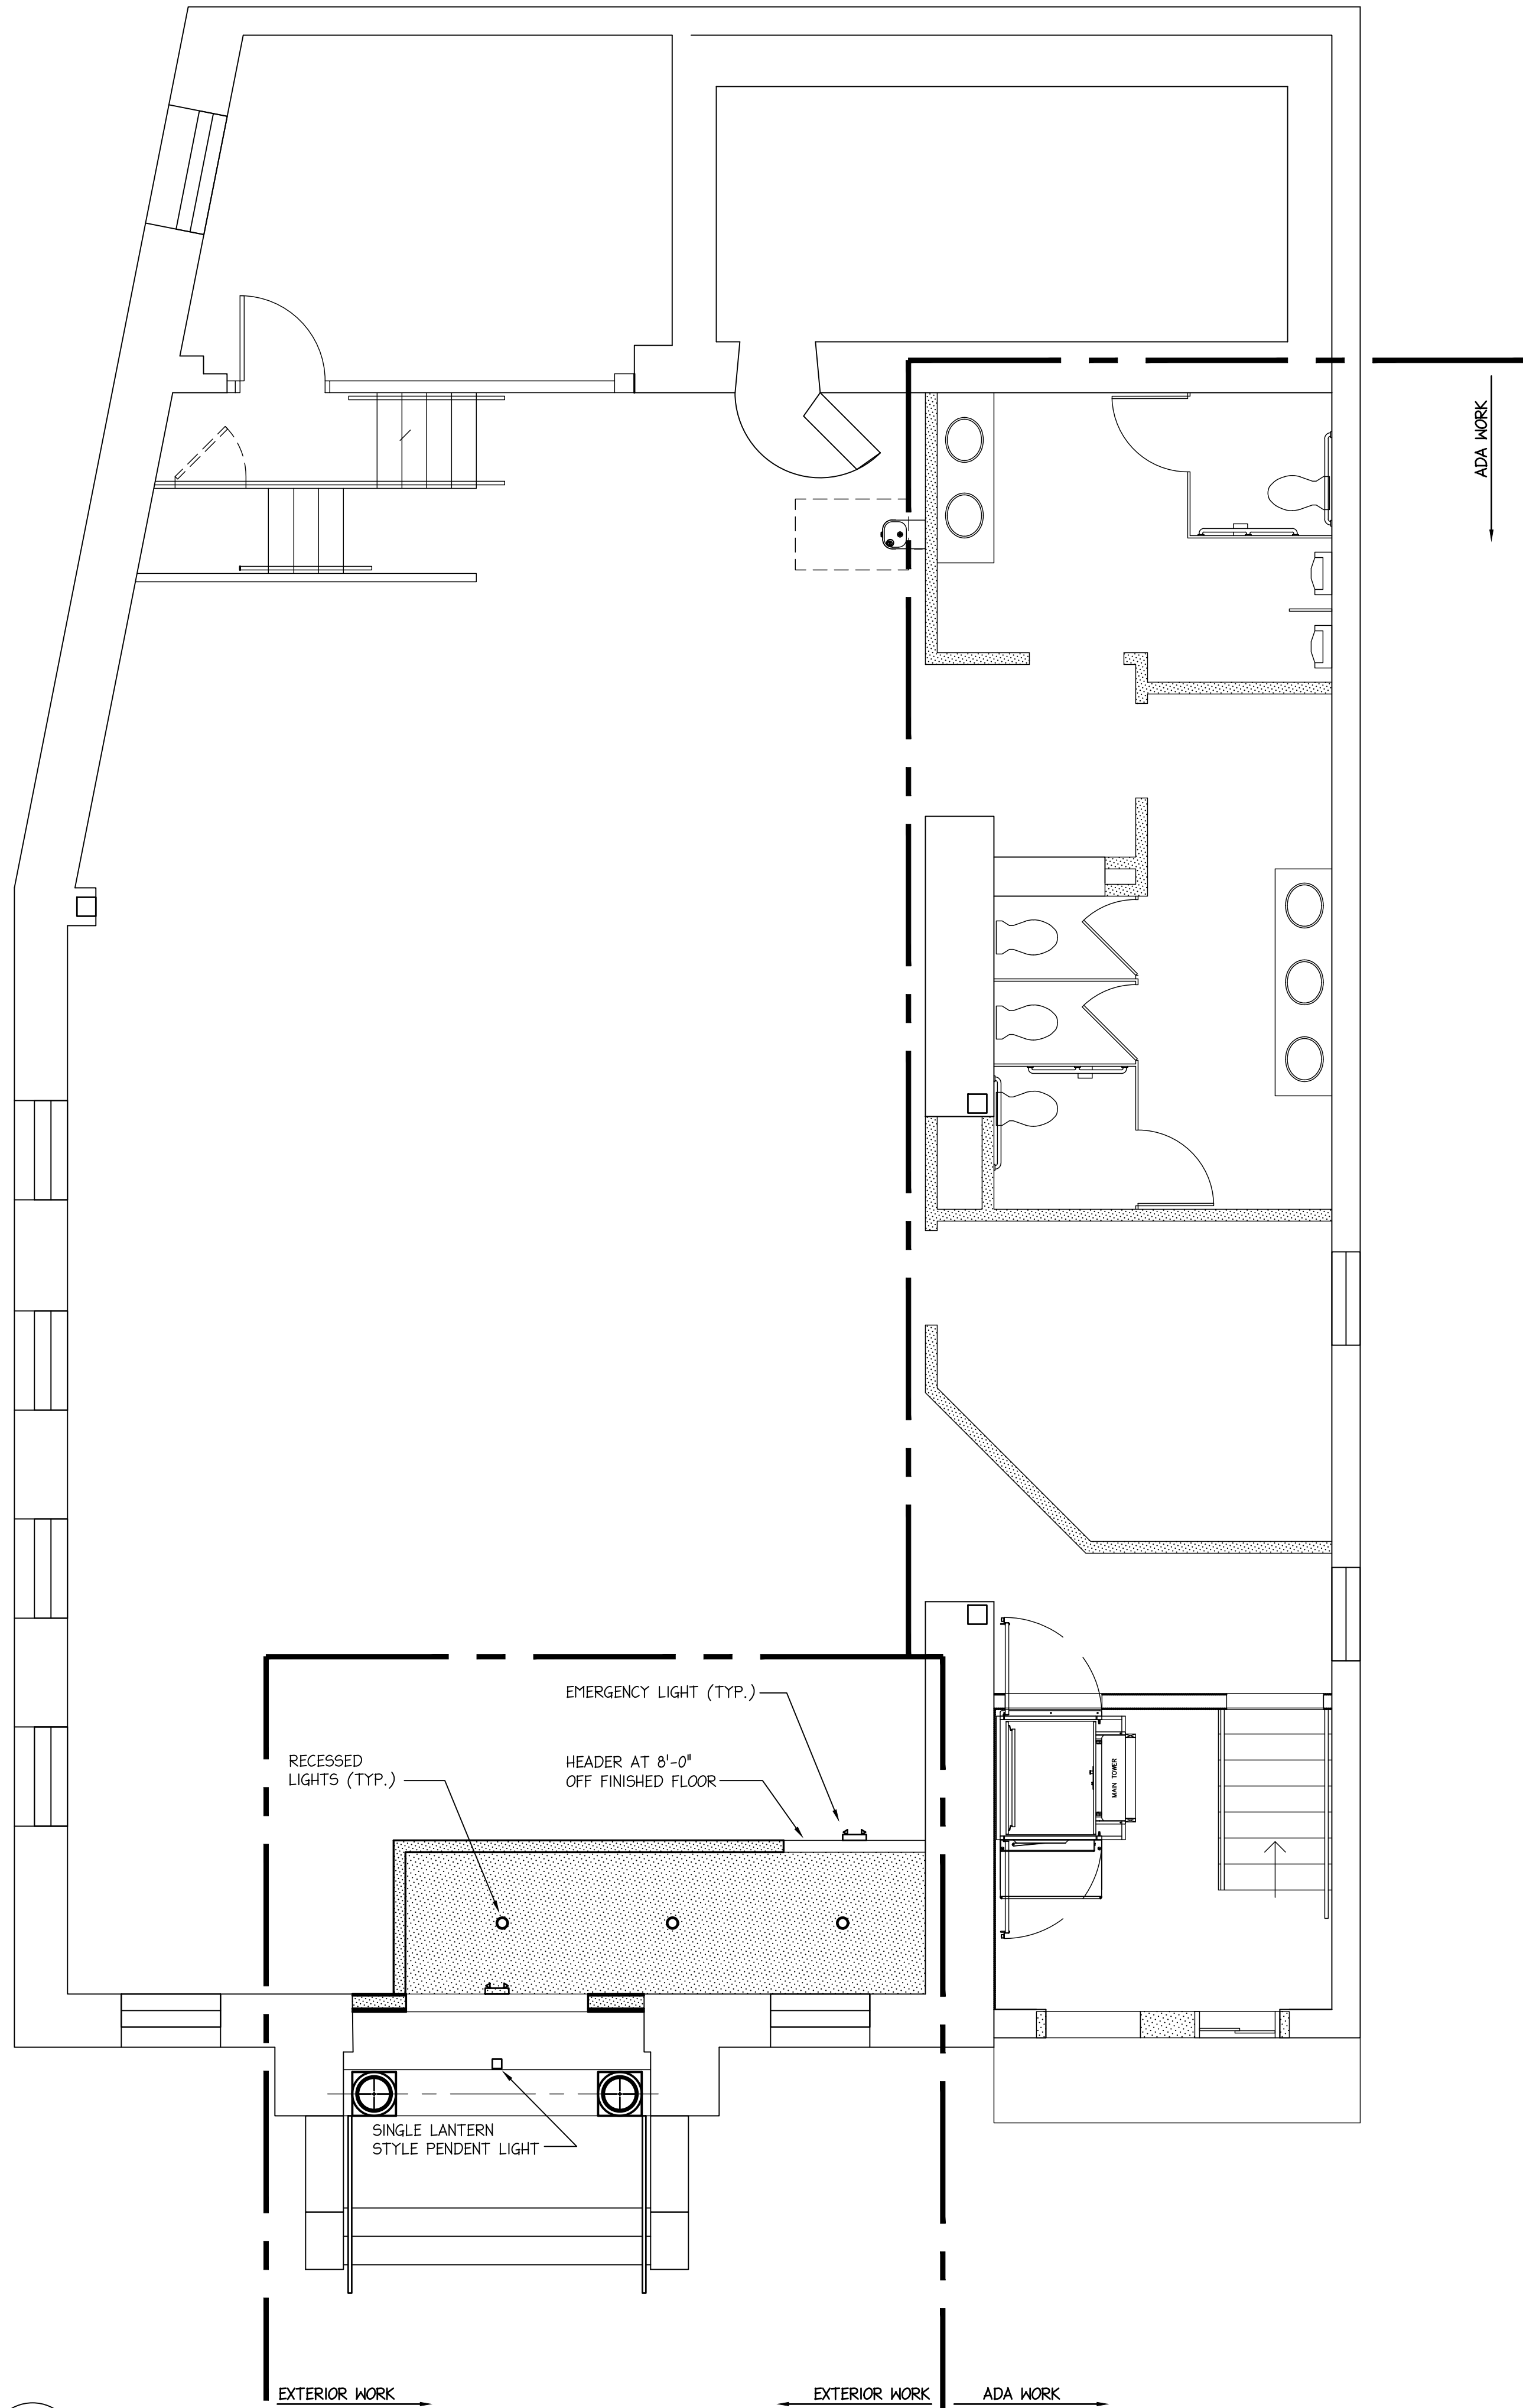 ADA WORK
EMERGENCY LIGHT (TYP.)
RECESSED
LIGHTS (TYP.)
HEADER AT 8'-0"
OFF FINISHED FLOOR
MAIN TOWER
SINGLE LANTERN
STYLE PENDENT LIGHT
EXTERIOR WORK
EXTERIOR WORK
ADA WORK